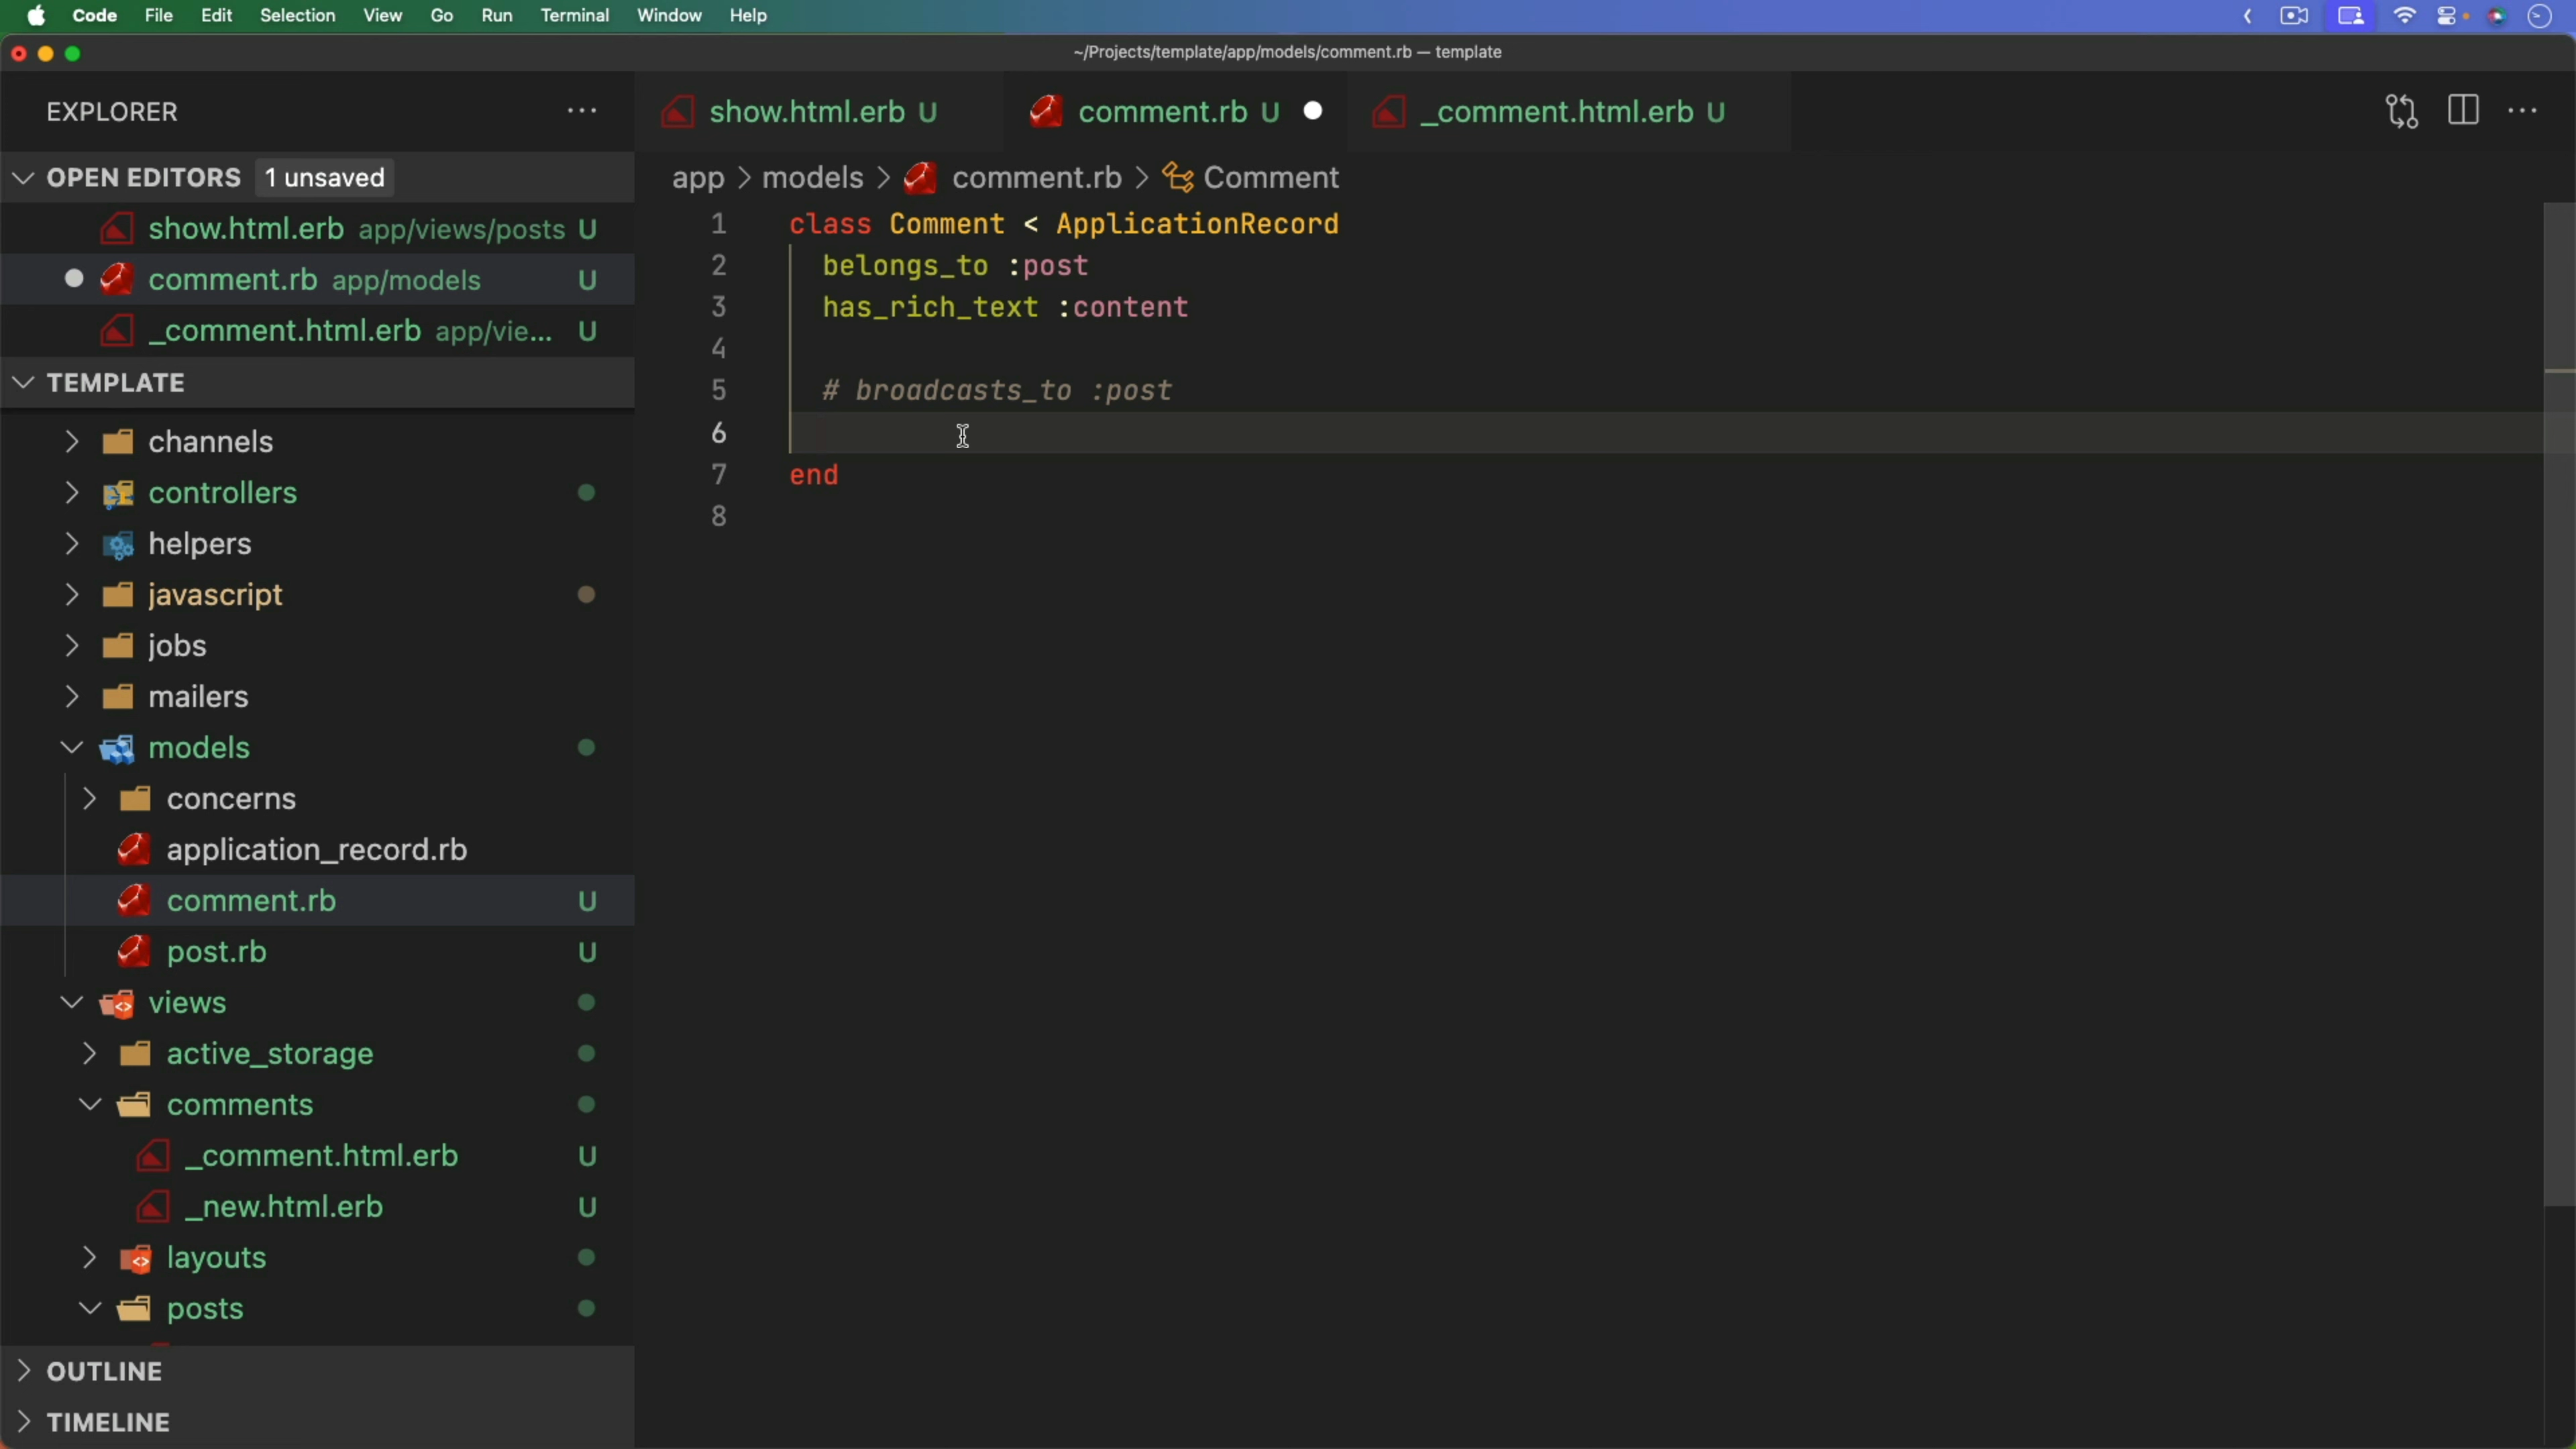 Code File Edit Selection View Go Run Terminal Window Help
~/Projects/template/app/models/comment.rb — template
EXPLORER
OPEN EDITORS 1 unsaved
show.html.erb app/views/posts U
comment.rb app/models U
_comment.html.erb app/vie... U
TEMPLATE
channels
controllers
helpers
javascript
jobs
mailers
models
concerns
application_record.rb
comment.rb U
post.rb U
views
active_storage
comments
_comment.html.erb U
_new.html.erb U
layouts
posts
OUTLINE
TIMELINE
show.html.erb U comment.rb U _comment.html.erb U
app > models > comment.rb > Comment
1 class Comment < ApplicationRecord
2 belongs_to :post
3 has_rich_text :content
4
5 # broadcasts_to :post
6
7 end
8